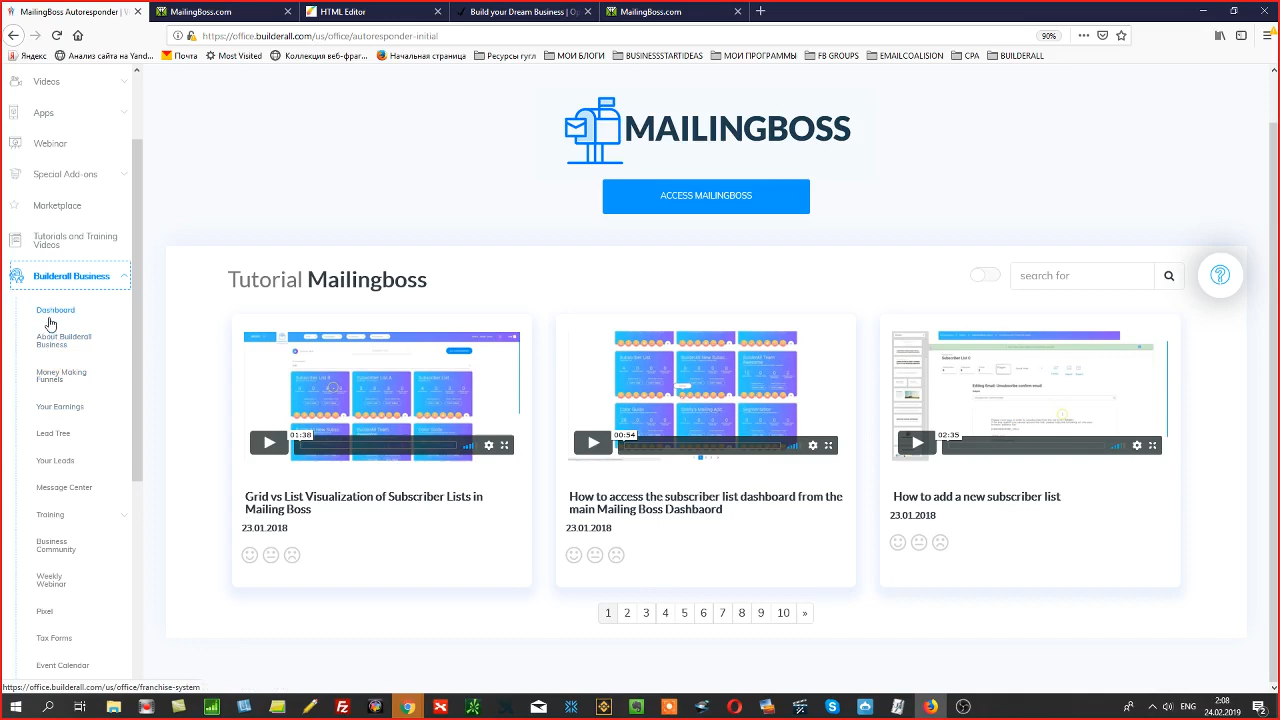 MailingBoss Autoresponder |
MailingBoss.com
HTML Editor
Build your Dream Business | Op
MailingBoss.com
https://office.builderall.com/us/office/autoresponder-initial
90%
Яндекс
Анализ сайта на Yand...
Почта
Most Visited
Коллекция веб-фраг...
Начальная страница
Ресурсы гугл
МОИ БЛОГИ
BUSINESSSTARTIDEAS
МОИ ПРОГРАММЫ
FB GROUPS
EMAILCOALISION
CPA
BUILDERALL
Videos
Apps
Webinar
Special Add-ons
Marketplace
Tutorials and Training
Videos
Builderall Business
Dashboard
About Builderall
Business
Money Making
Funnels
Your Earnings
Lead Tree
Your Leads
Message Center
Training
Business
Community
Weekly
Webinar
Pixel
Tax Forms
Event Calendar
MAILINGBOSS
ACCESS MAILINGBOSS
Tutorial Mailingboss
search for
01:38
00:54
02:35
Grid vs List Visualization of Subscriber Lists in
Mailing Boss
23.01.2018
How to access the subscriber list dashboard from the
main Mailing Boss Dashbaord
23.01.2018
How to add a new subscriber list
23.01.2018
1 2 3 4 5 6 7 8 9 10 »
https://office.builderall.com/us/office/franchise-system
ENG
2:08
24.02.2019